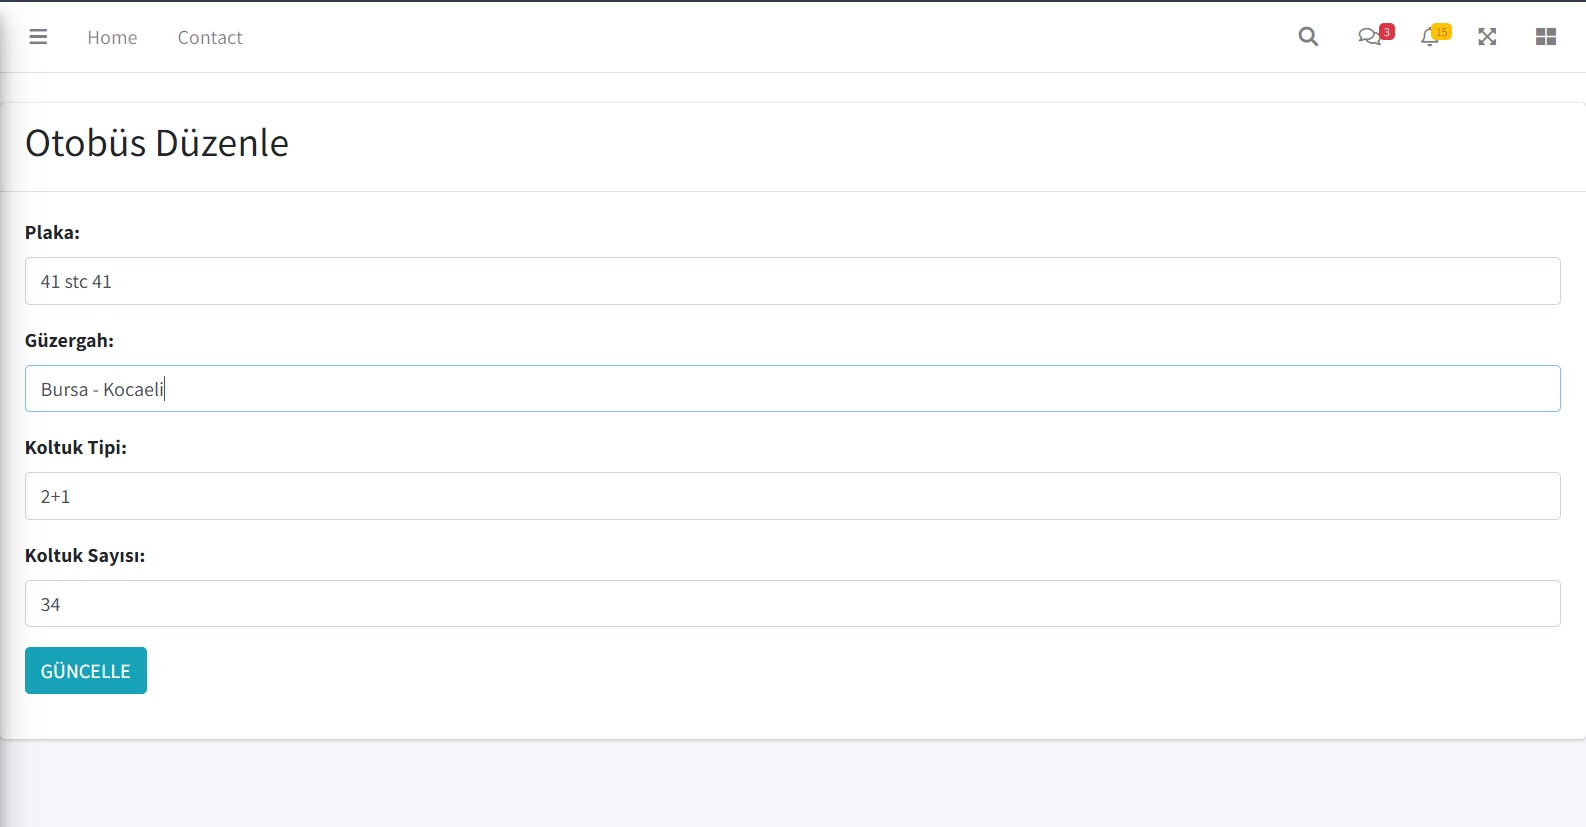 Home Contact 3 15
Otobüs Düzenle
Plaka:
41 stc 41
Güzergah:
Bursa - Kocaeli
Koltuk Tipi:
2+1
Koltuk Sayısı:
34
GÜNCELLE